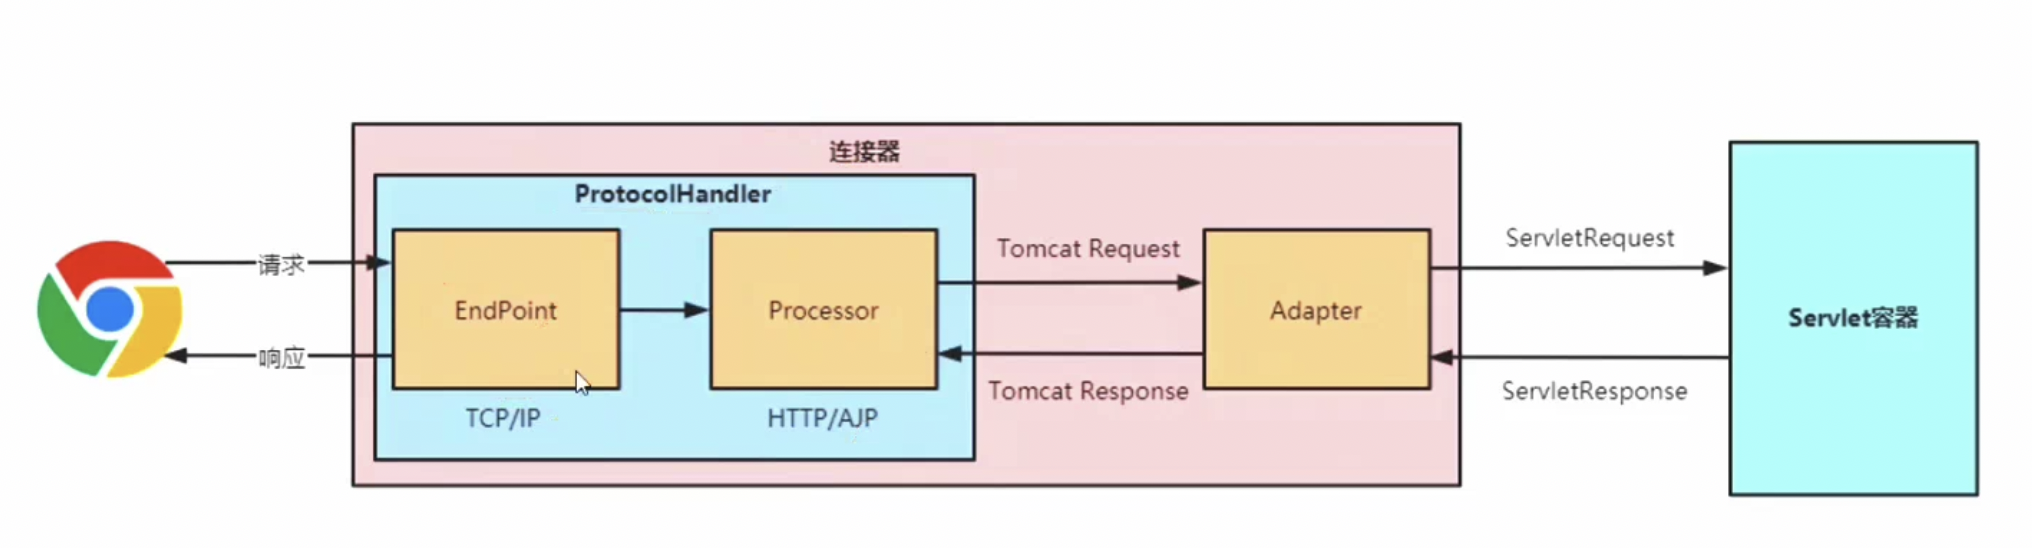 连接器
ProtocolHandler
请求
响应
EndPoint
TCP/IP
Processor
HTTP/AJP
Tomcat Request
Tomcat Response
Adapter
ServletRequest
ServletResponse
Servlet容器